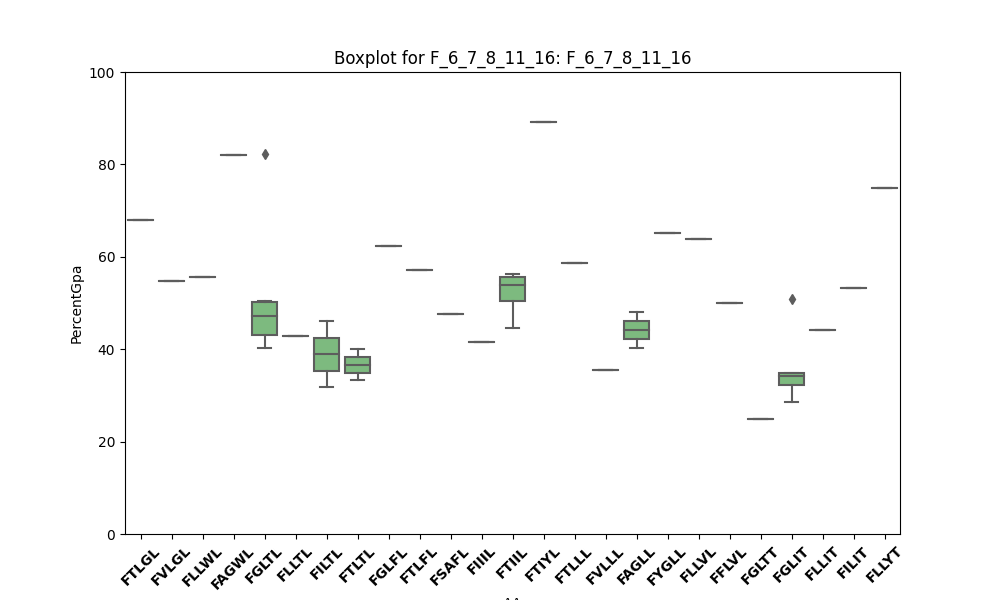 Boxplot for F_6_7_8_11_16: F_6_7_8_11_16
PercentGpa
100
80
60
40
20
0
FTLGL
FVLGL
FLLWL
FAGWL
FGLTL
FLLTL
FILTL
FTLTL
FGLFL
FTLFL
FSAFL
FIIIL
FTIIL
FTIYL
FTLLL
FVLLL
FAGLL
FYGLL
FLLVL
FFLVL
FGLTT
FGLIT
FLLIT
FILIT
FLLYT